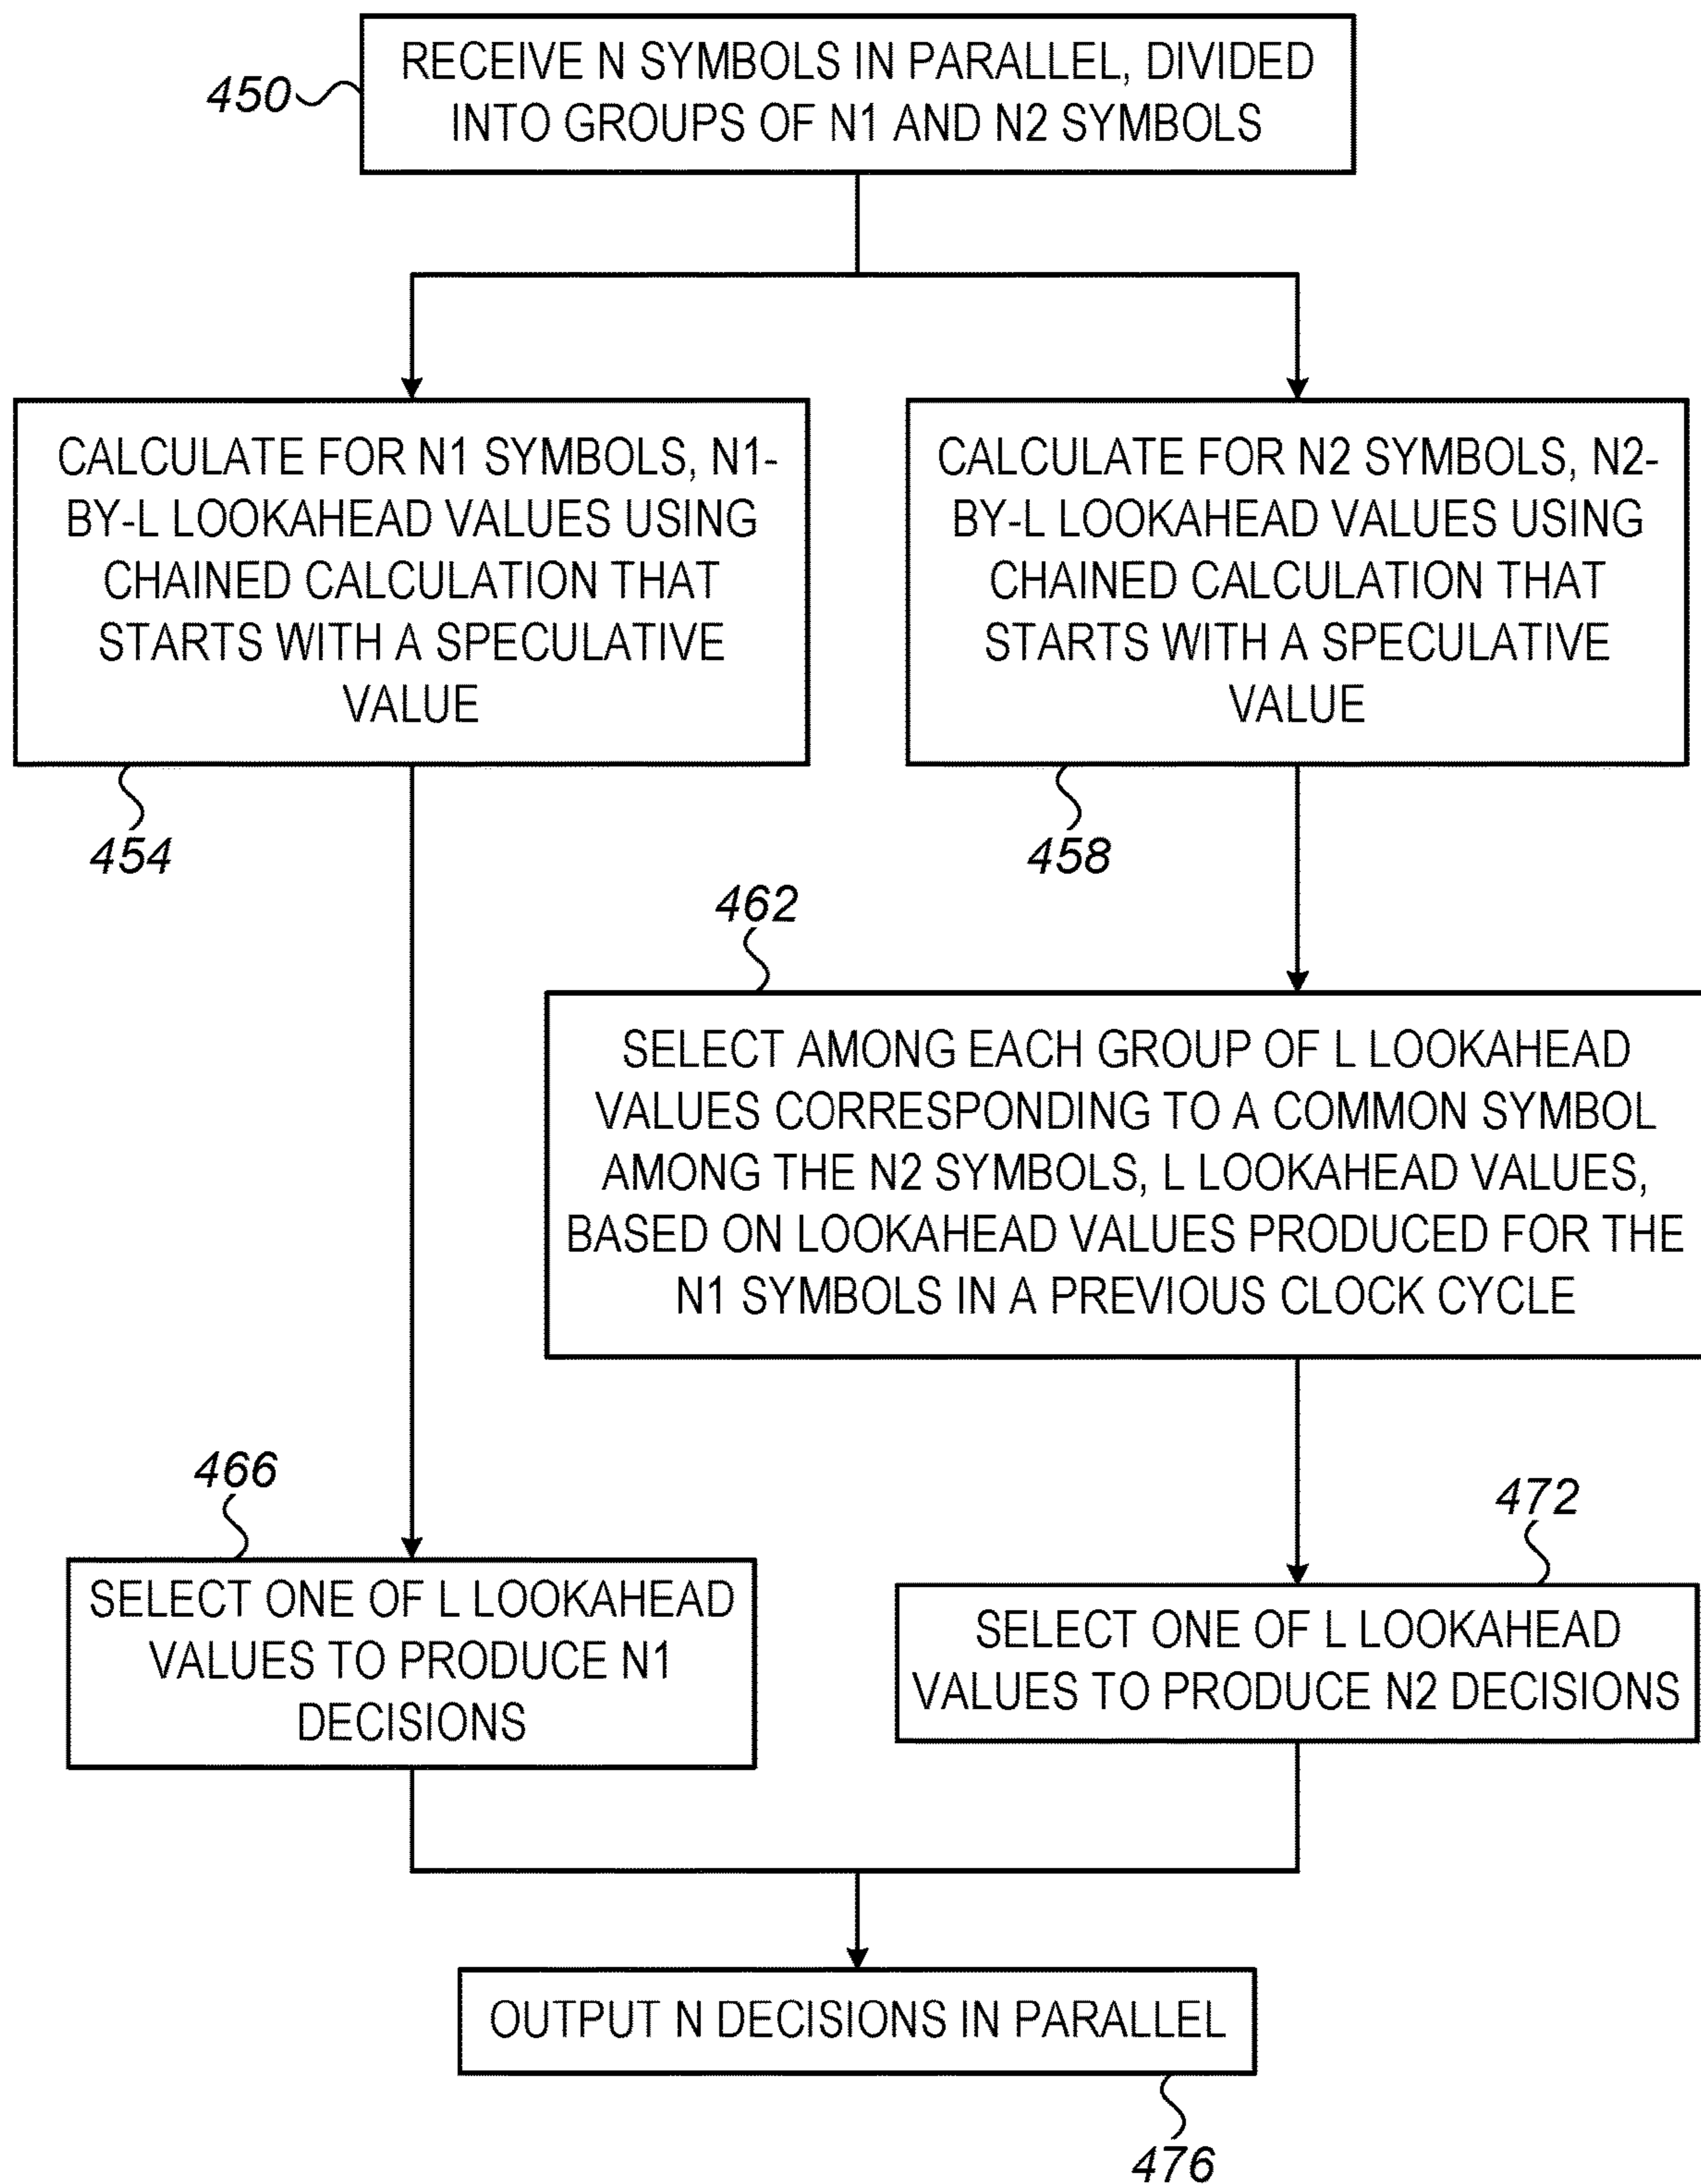 RECEIVE N SYMBOLS IN PARALLEL, DIVIDED
INTO GROUPS OF N1 AND N2 SYMBOLS
450
CALCULATE FOR N1 SYMBOLS, N1-
BY-L LOOKAHEAD VALUES USING
CHAINED CALCULATION THAT
STARTS WITH A SPECULATIVE
VALUE
454
CALCULATE FOR N2 SYMBOLS, N2-
BY-L LOOKAHEAD VALUES USING
CHAINED CALCULATION THAT
STARTS WITH A SPECULATIVE
VALUE
458
462
SELECT AMONG EACH GROUP OF L LOOKAHEAD
VALUES CORRESPONDING TO A COMMON SYMBOL
AMONG THE N2 SYMBOLS, L LOOKAHEAD VALUES,
BASED ON LOOKAHEAD VALUES PRODUCED FOR THE
N1 SYMBOLS IN A PREVIOUS CLOCK CYCLE
466
SELECT ONE OF L LOOKAHEAD
VALUES TO PRODUCE N1
DECISIONS
472
SELECT ONE OF L LOOKAHEAD
VALUES TO PRODUCE N2 DECISIONS
OUTPUT N DECISIONS IN PARALLEL
476